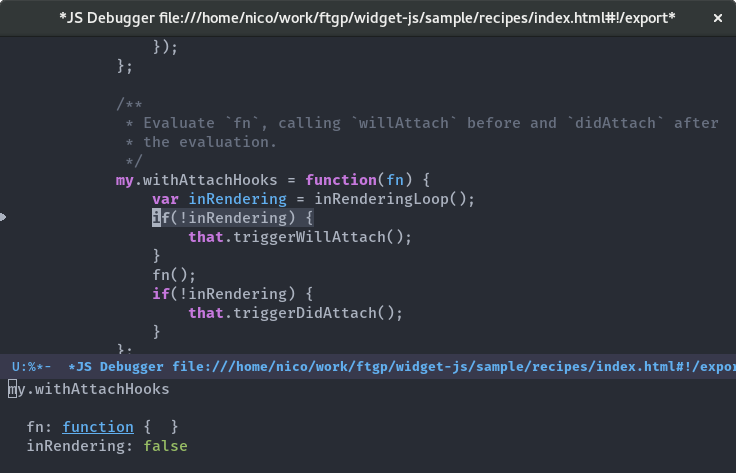 *JS Debugger file:///home/nico/work/ftgp/widget-js/sample/recipes/index.html#!/export* ×
});
};
/**
* Evaluate `fn`, calling `willAttach` before and `didAttach` after
* the evaluation.
*/
my.withAttachHooks = function(fn) {
var inRendering = inRenderingLoop();
if(!inRendering) {
that.triggerWillAttach();
}
fn();
if(!inRendering) {
that.triggerDidAttach();
}
};
U:%*- *JS Debugger file:///home/nico/work/ftgp/widget-js/sample/recipes/index.html#!/expor
my.withAttachHooks
fn: function { }
inRendering: false